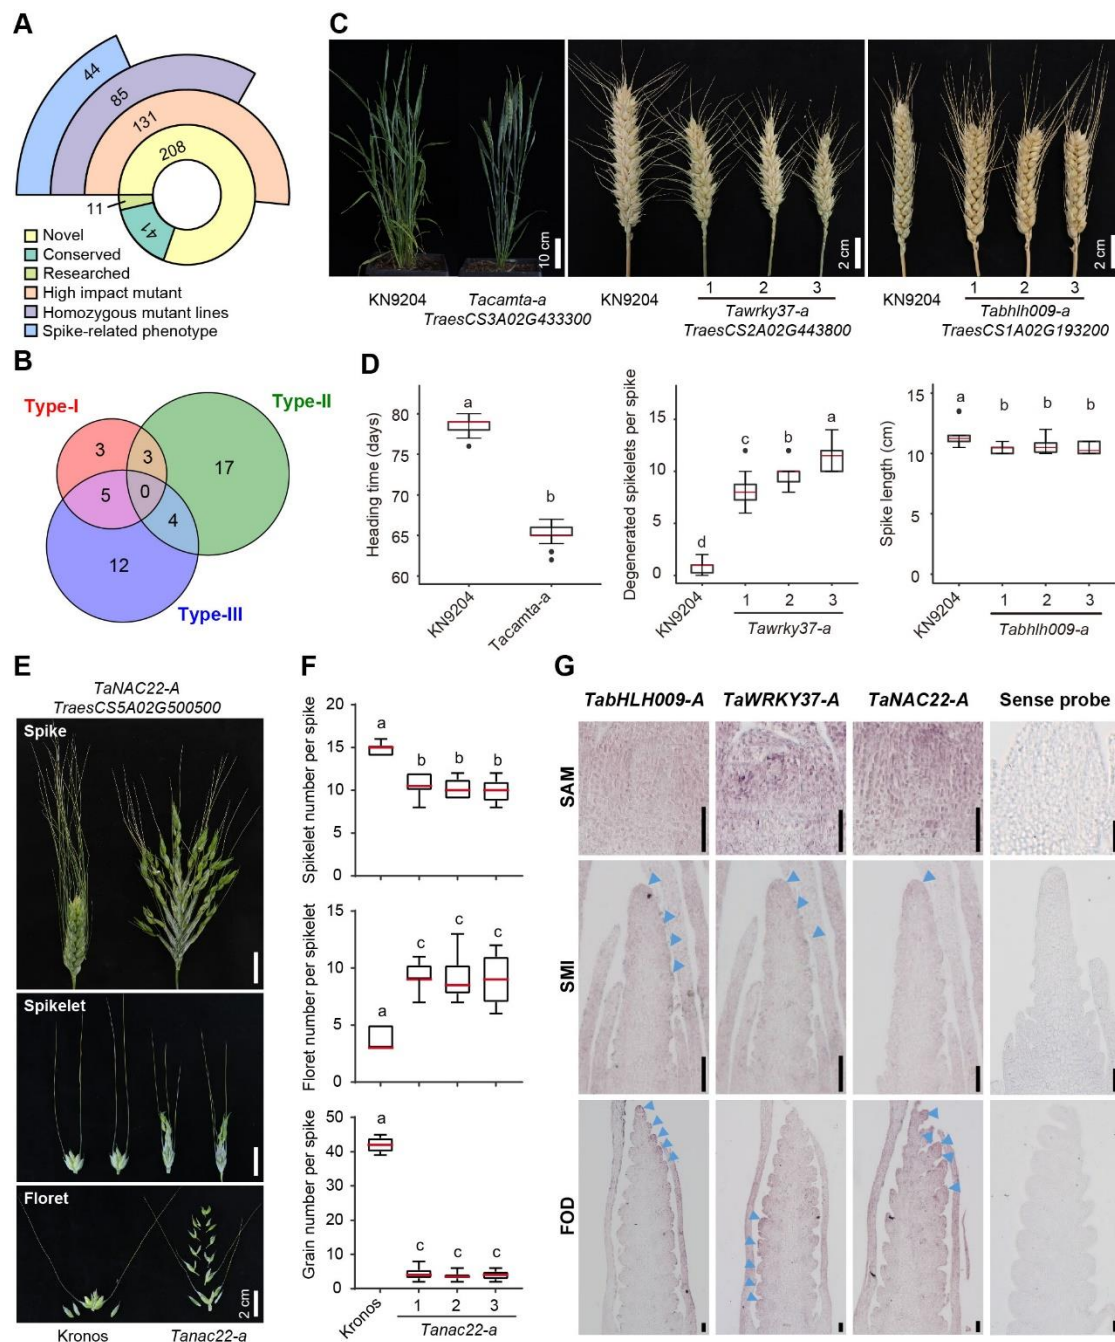 A
44
85
131
208
11
41
Novel
Conserved
Researched
High impact mutant
Homozygous mutant lines
Spike-related phenotype
B
Type-I
Type-II
Type-III
3
3
17
5
0
4
12
C
10 cm
2 cm
2 cm
KN9204
Tacamta-a
TraesCS3A02G433300
KN9204
1 2 3
Tawrky37-a
TraesCS2A02G443800
KN9204
1 2 3
Tabhlh009-a
TraesCS1A02G193200
D
Heading time (days)
80
75
70
65
60
a
b
KN9204
Tacamta-a
Degenerated spikelets per spike
15
10
5
0
d
c
b
a
KN9204
1 2 3
Tawrky37-a
Spike length (cm)
15
10
5
0
a
b
b
b
KN9204
1 2 3
Tabhlh009-a
E
TaNAC22-A
TraesCS5A02G500500
Spike
Spikelet
Floret
2 cm
Kronos
Tanac22-a
F
Spikelet number per spike
20
15
10
5
0
a
b
b
b
Floret number per spikelet
15
10
5
0
a
c
c
c
Grain number per spike
50
40
30
20
10
0
a
c
c
c
Kronos
1 2 3
Tanac22-a
G
TabHLH009-A
TaWRKY37-A
TaNAC22-A
Sense probe
SAM
SMI
FOD